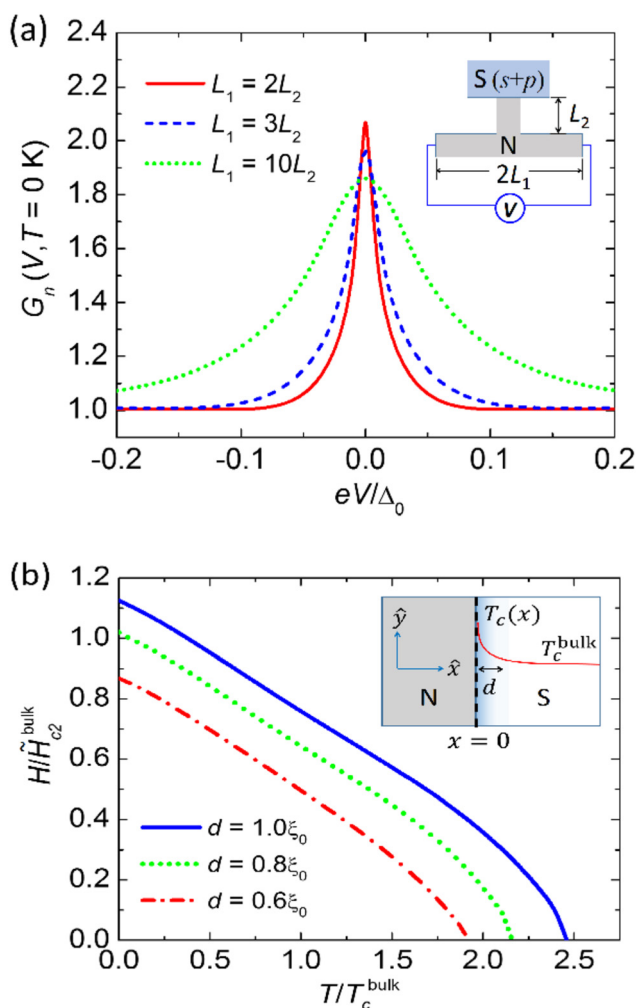 (a)
2.4
2.2
2.0
1.8
1.6
1.4
1.2
1.0
G_n (V, T = 0 K)
L_1 = 2L_2
L_1 = 3L_2
L_1 = 10L_2
S (s+p)
L_2
N
2L_1
V
-0.2 -0.1 0.0 0.1 0.2
eV/Δ_0
(b)
1.2
1.0
0.8
0.6
0.4
0.2
0.0
H/H̃_{c2}^{bulk}
T_c(x)
ŷ
T_c^{bulk}
x̂
d
N S
x = 0
d = 1.0ξ_0
d = 0.8ξ_0
d = 0.6ξ_0
0.0 0.5 1.0 1.5 2.0 2.5
T/T_c^{bulk}